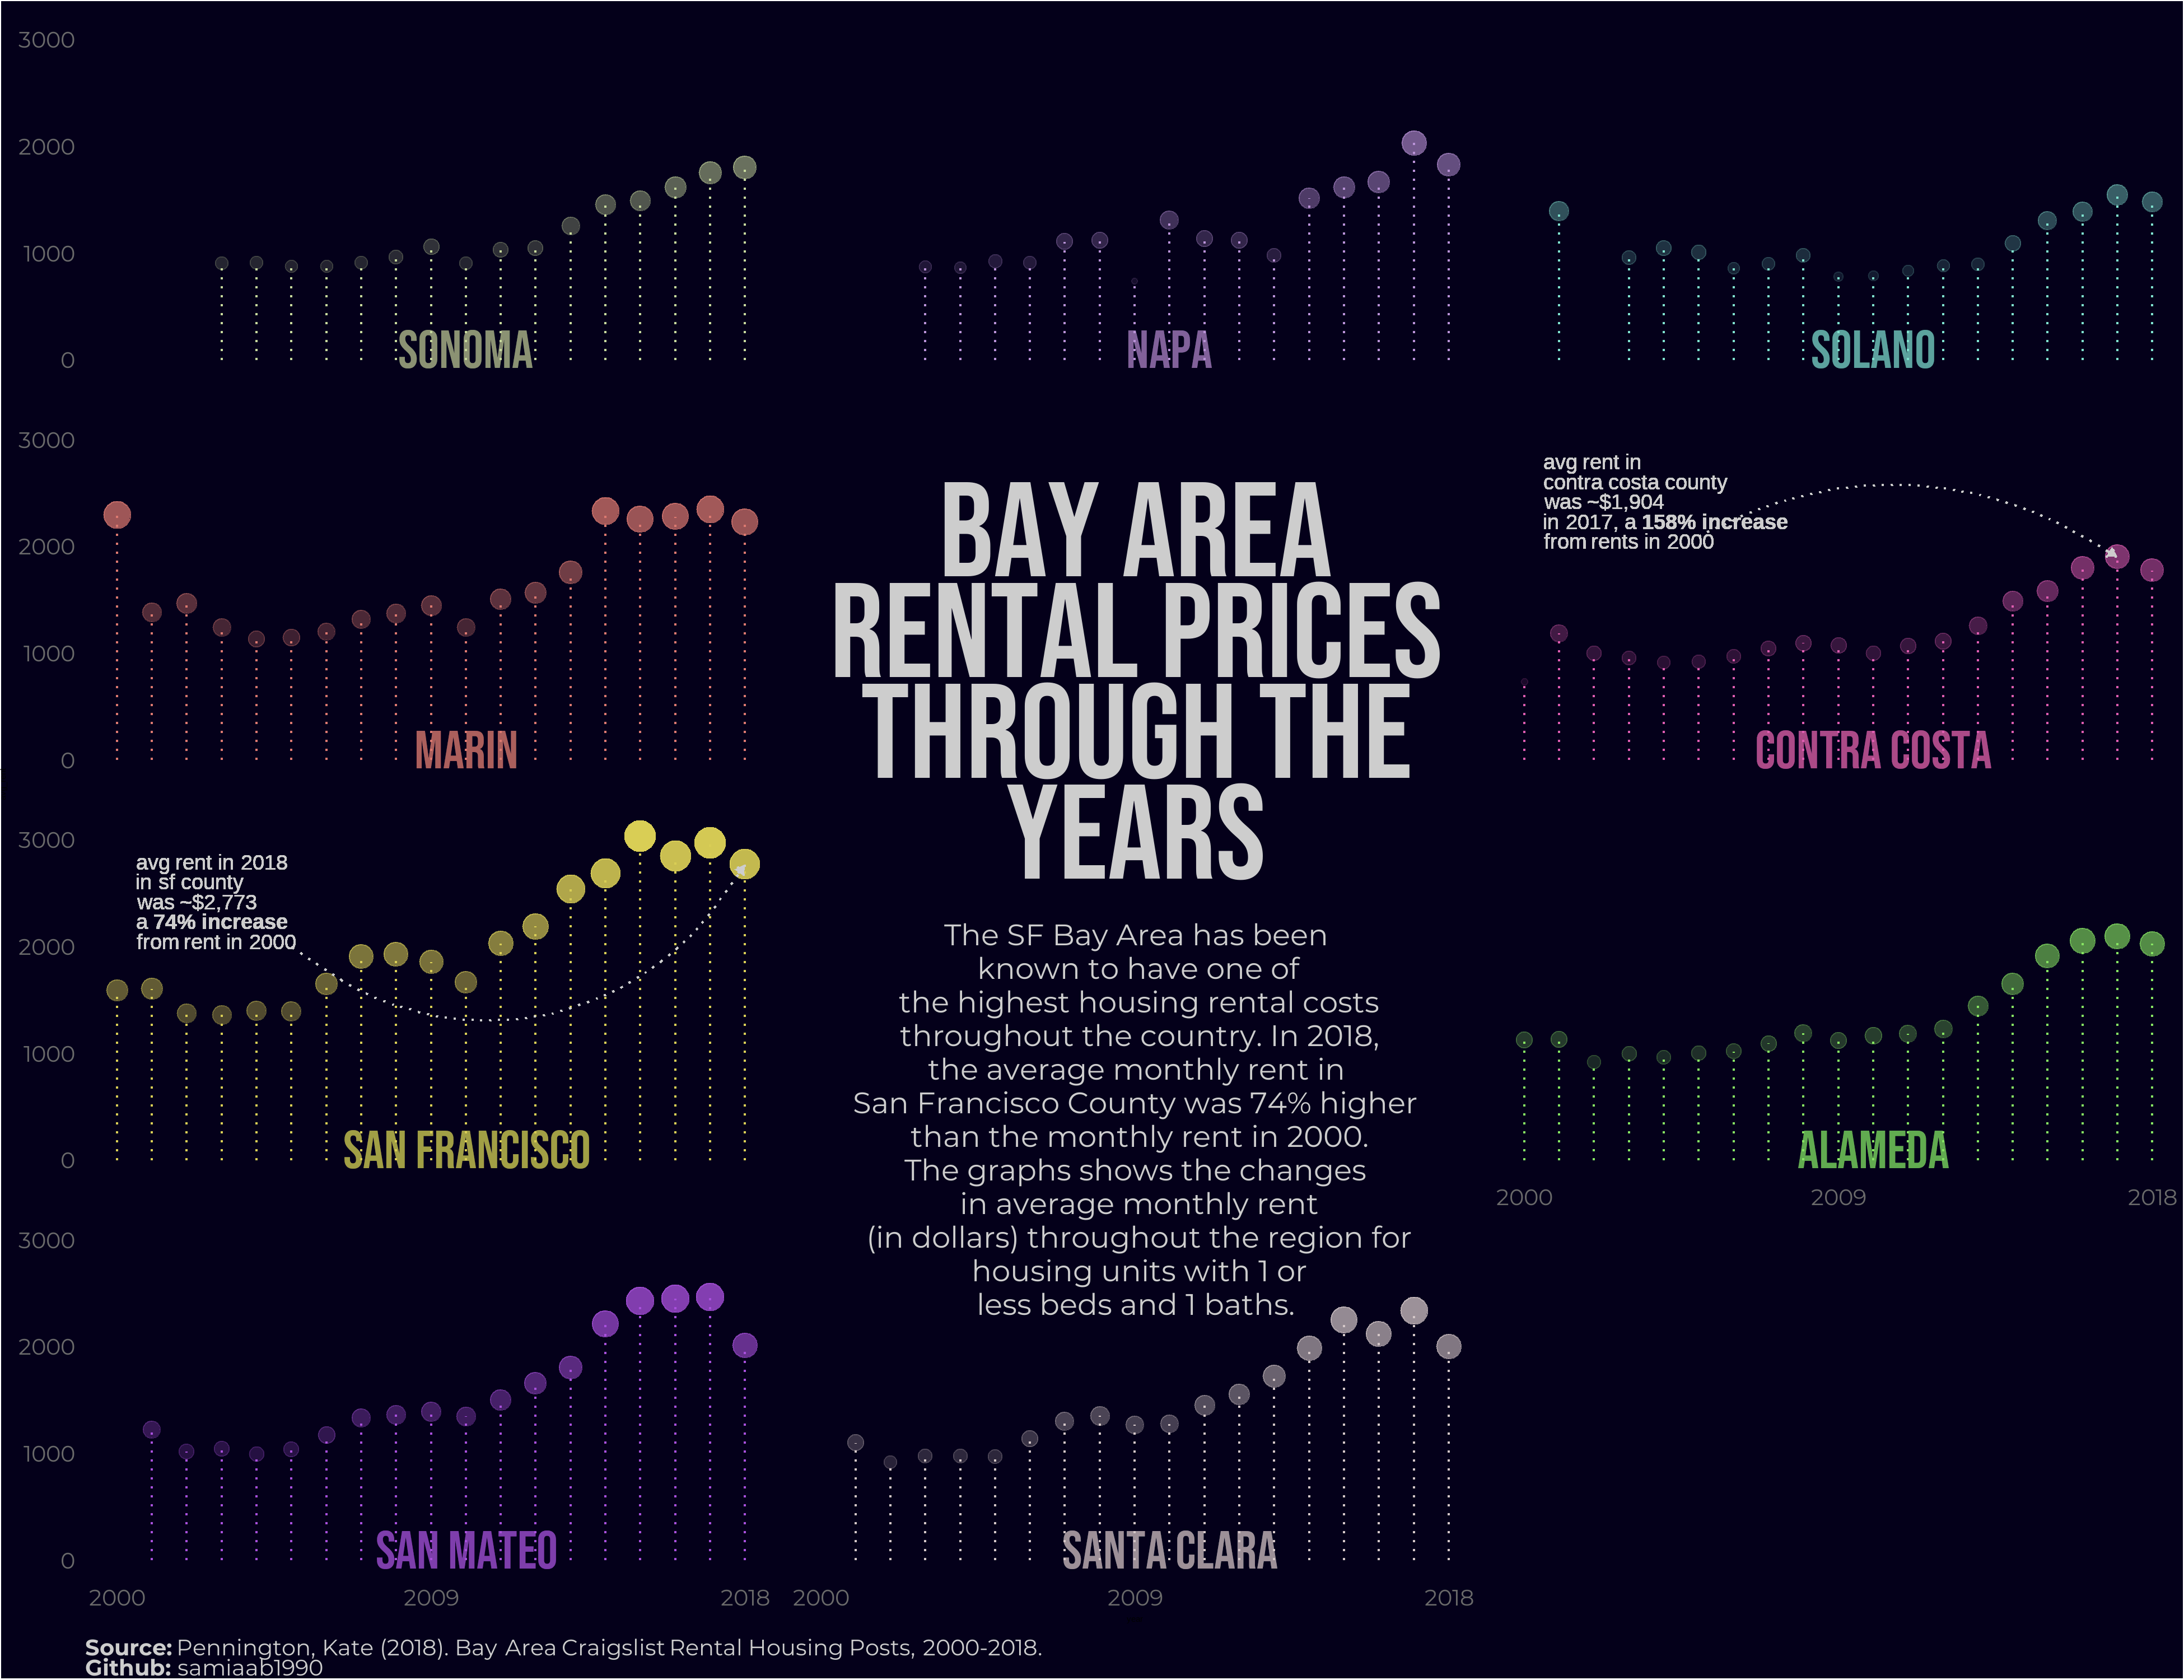 3000
2000
1000
0
SONOMA
NAPA
SOLANO
3000
2000
1000
0
MARIN
BAY AREA
RENTAL PRICES
THROUGH THE
YEARS
avg rent in
contra costa county
was ~$1,904
in 2017, a 158% increase
from rents in 2000
CONTRA COSTA
3000
2000
1000
0
avg rent in 2018
in sf county
was ~$2,773
a 74% increase
from rent in 2000
SAN FRANCISCO
The SF Bay Area has been
known to have one of
the highest housing rental costs
throughout the country. In 2018,
the average monthly rent in
San Francisco County was 74% higher
than the monthly rent in 2000.
The graphs shows the changes
in average monthly rent
(in dollars) throughout the region for
housing units with 1 or
less beds and 1 baths.
ALAMEDA
2000 2009 2018
3000
2000
1000
0
SAN MATEO
SANTA CLARA
2000 2009 2018 2000 2009 2018
Source: Pennington, Kate (2018). Bay Area Craigslist Rental Housing Posts, 2000-2018.
Github: samiaab1990